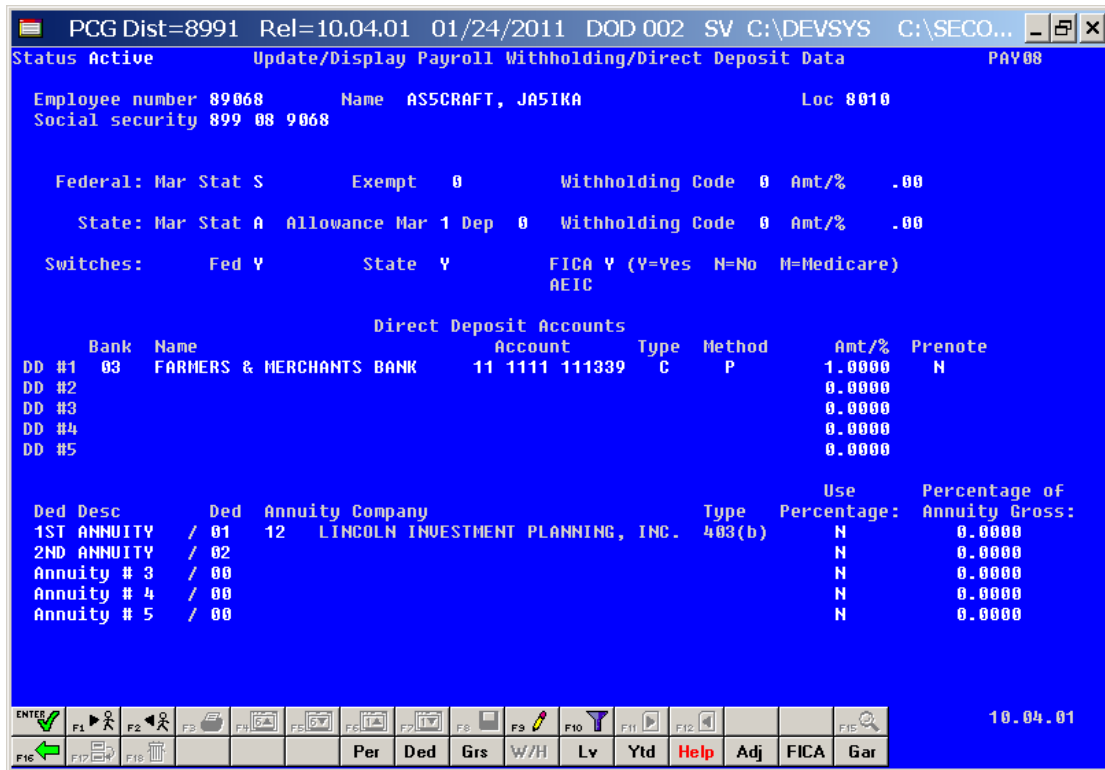 PCG Dist=8991 Rel=10.04.01 01/24/2011 DOD 002 SV C:\DEVSYS C:\SECO...
Status Active Update/Display Payroll Withholding/Direct Deposit Data PAY08
Employee number 89068 Name AS5CRAFT, JA5IKA Loc 8010
Social security 899 08 9068
Federal: Mar Stat S Exempt 0 Withholding Code 0 Amt/% .00
State: Mar Stat A Allowance Mar 1 Dep 0 Withholding Code 0 Amt/% .00
Switches: Fed Y State Y FICA Y (Y=Yes N=No M=Medicare)
AEIC
Direct Deposit Accounts
Bank Name Account Type Method Amt/% Prenote
DD #1 03 FARMERS & MERCHANTS BANK 11 1111 111339 C P 1.0000 N
DD #2 0.0000
DD #3 0.0000
DD #4 0.0000
DD #5 0.0000
Use Percentage of
Ded Desc Ded Annuity Company Type Percentage: Annuity Gross:
1ST ANNUITY / 01 12 LINCOLN INVESTMENT PLANNING, INC. 403(b) N 0.0000
2ND ANNUITY / 02 N 0.0000
Annuity # 3 / 00 N 0.0000
Annuity # 4 / 00 N 0.0000
Annuity # 5 / 00 N 0.0000
ENTER F1 F2 F3 F4 F5 F6 F7 F8 F9 F10 F11 F12 F15 10.04.01
F16 F17 F18 Per Ded Grs W/H Lv Ytd Help Adj FICA Gar